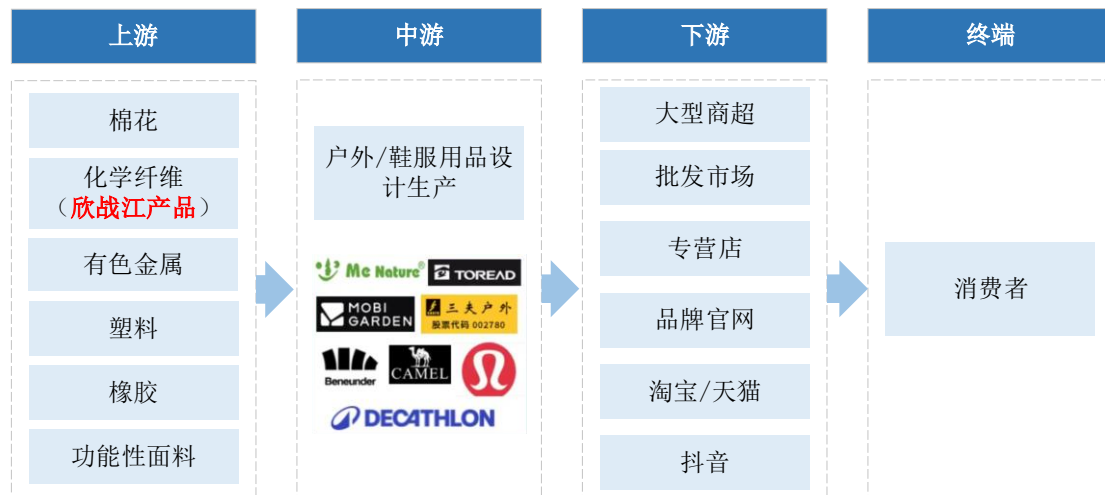 上游
中游
下游
终端
棉花
化学纤维
（欣战江产品）
有色金属
塑料
橡胶
功能性面料
户外/鞋服用品设
计生产
Me Nature®
TOREAD
MOBI
GARDEN
三夫户外
股票代码 002780
Beneunder
CAMEL
DECATHLON
大型商超
批发市场
专营店
品牌官网
淘宝/天猫
抖音
消费者